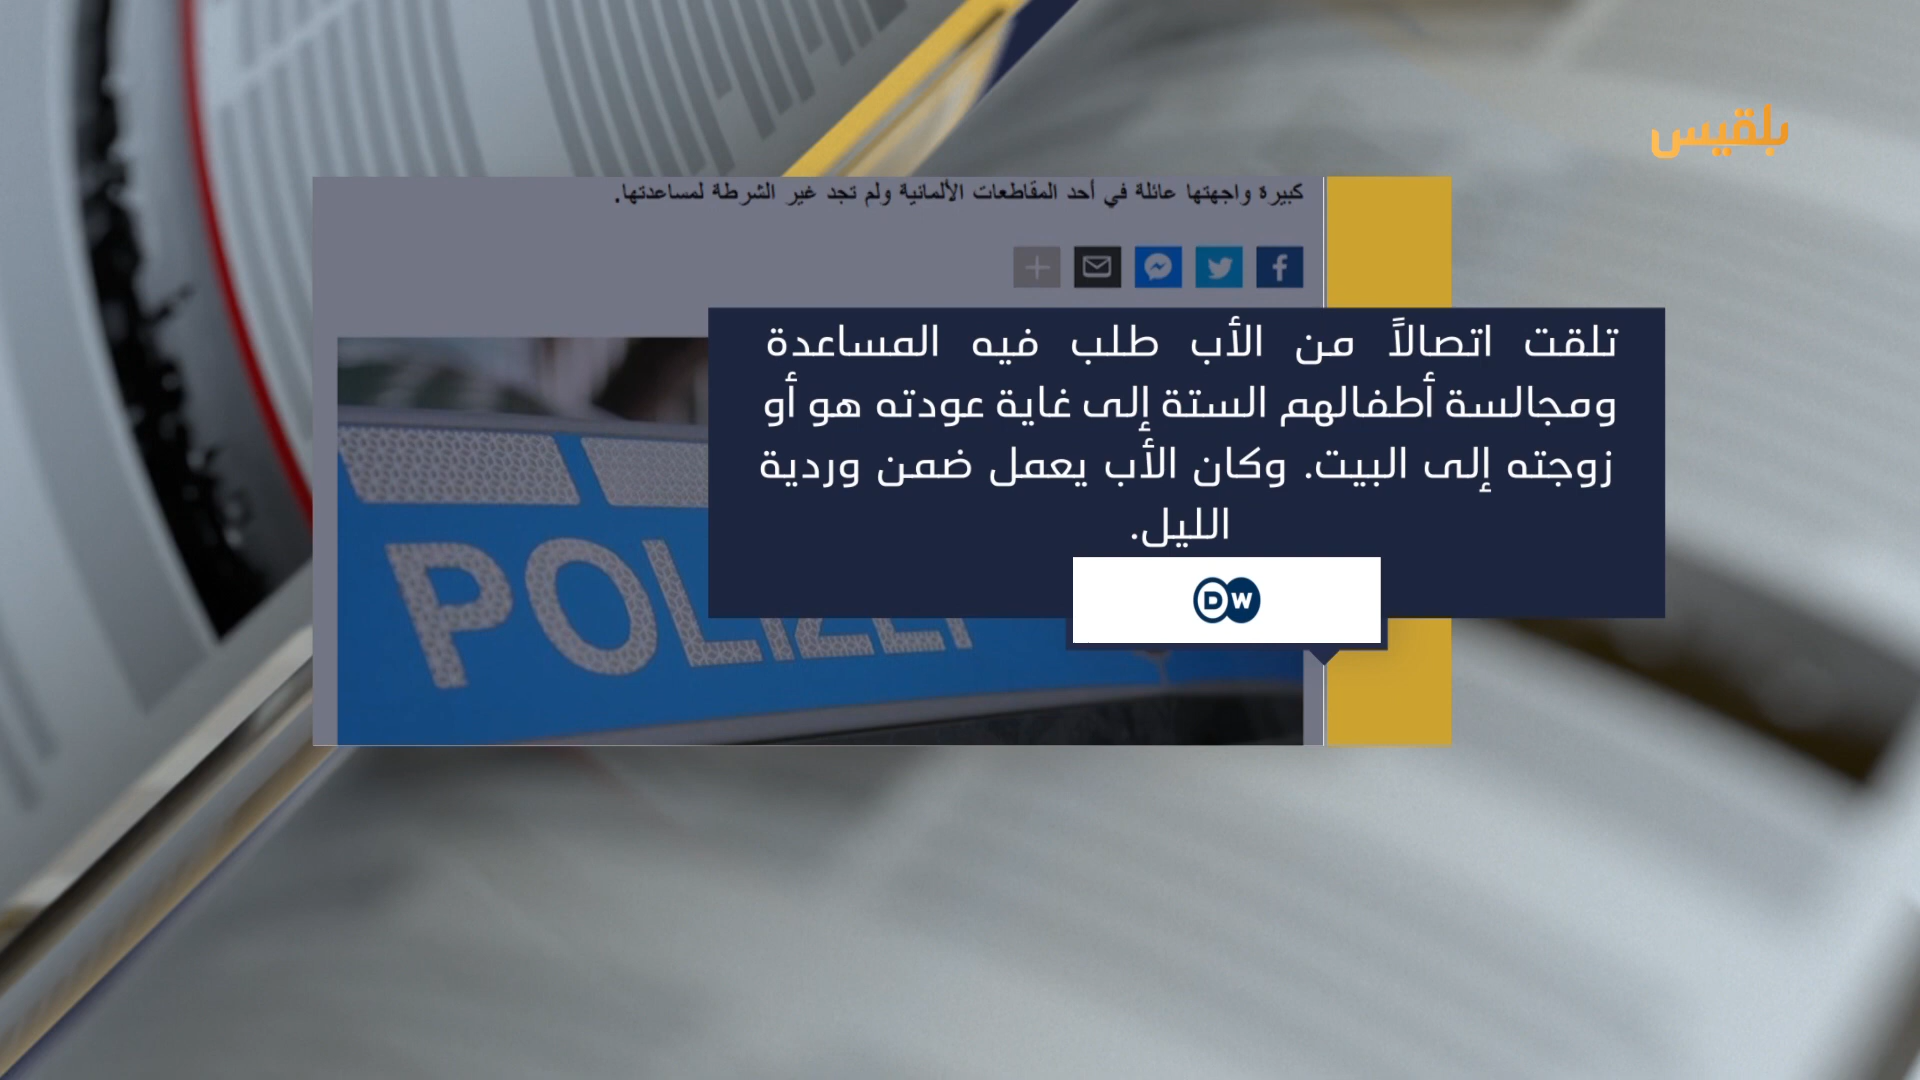 بلقيس
كبيرة واجهتها عائلة في أحد المقاطعات الألمانية ولم تجد غير الشرطة لمساعدتها.
تلقت اتصالاً من الأب طلب فيه المساعدة
ومجالسة أطفالهم الستة إلى غاية عودته هو أو
زوجته إلى البيت. وكان الأب يعمل ضمن وردية
الليل.
DW
POLIZEI